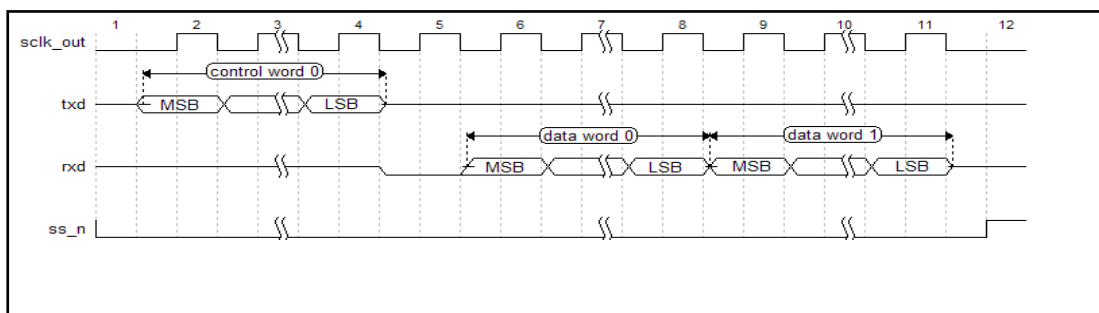 1 2 3 4 5 6 7 8 9 10 11 12
sclk_out
control word 0
txd MSB LSB
data word 0 data word 1
rxd MSB LSB MSB LSB
ss_n